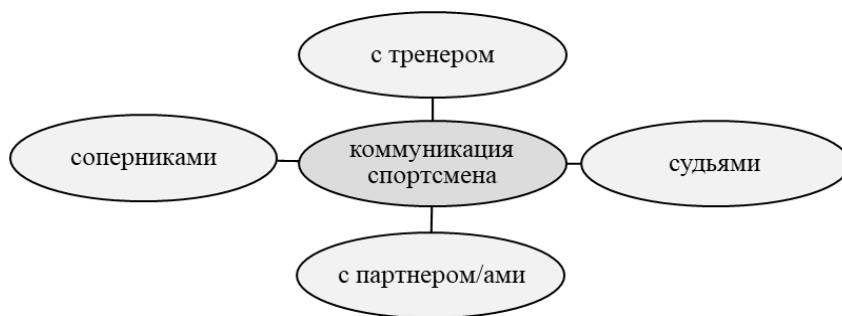 с тренером
соперниками
коммуникация
спортсмена
судьями
с партнером/ами